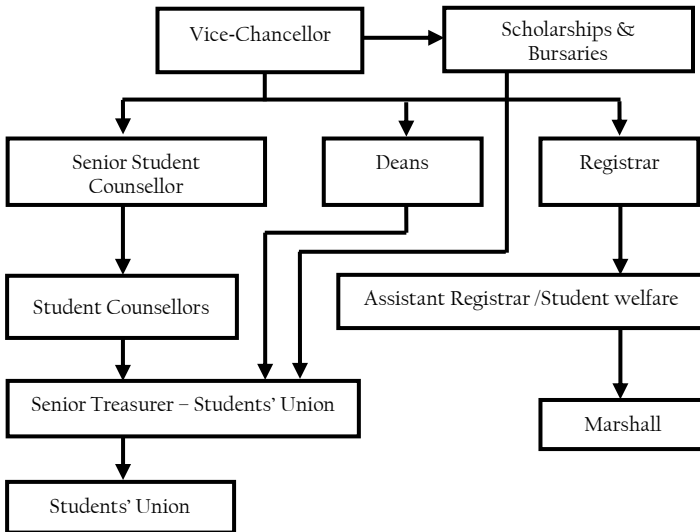 Vice-Chancellor
Scholarships &
Bursaries
Senior Student
Counsellor
Deans
Registrar
Student Counsellors
Assistant Registrar /Student welfare
Senior Treasurer – Students’ Union
Marshall
Students’ Union